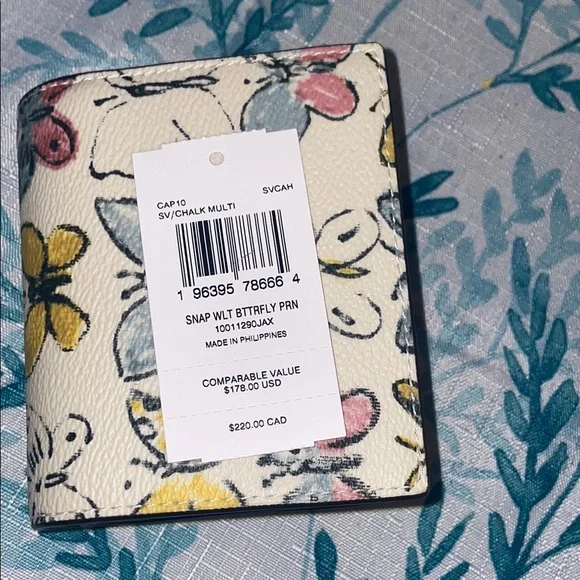 CAP10 SVCAH
SV/CHALK MULTI
1 96395 78666 4
SNAP WLT BTTRFLY PRN
10011290JAX
MADE IN PHILIPPINES
COMPARABLE VALUE
$178.00 USD
$220.00 CAD